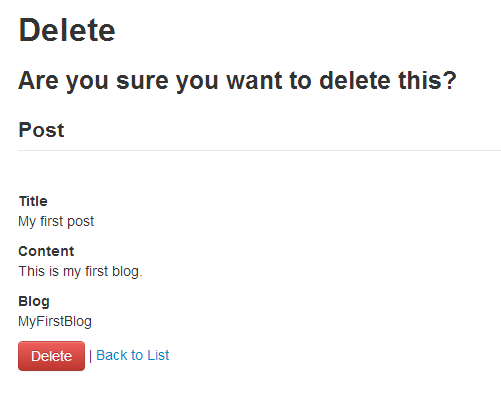 Delete
Are you sure you want to delete this?
Post
Title
My first post
Content
This is my first blog.
Blog
MyFirstBlog
Delete | Back to List